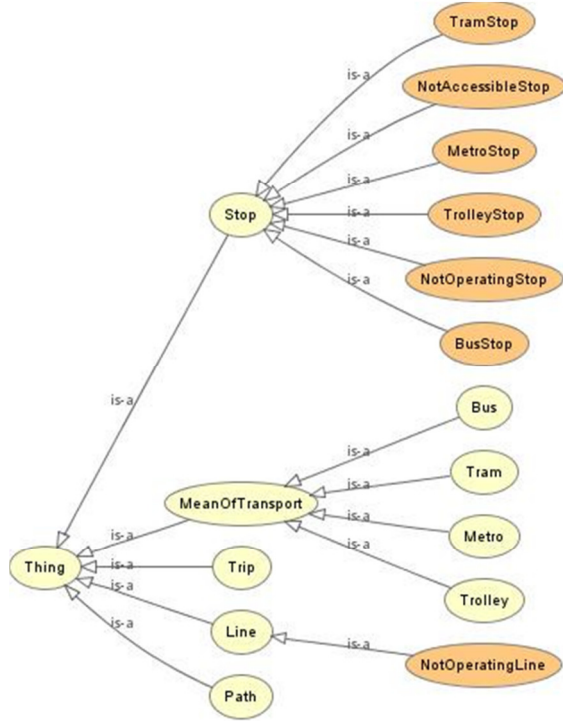 TramStop
is-a
NotAccessibleStop
is-a
MetroStop
is-a
Stop
is-a
TrolleyStop
is-a
NotOperatingStop
is-a
BusStop
is-a
Bus
is-a
Tram
is-a
MeanOfTransport
is-a
Metro
is-a
is-a
Thing
is-a
Trip
is-a
Trolley
Line
is-a
NotOperatingLine
is-a
Path